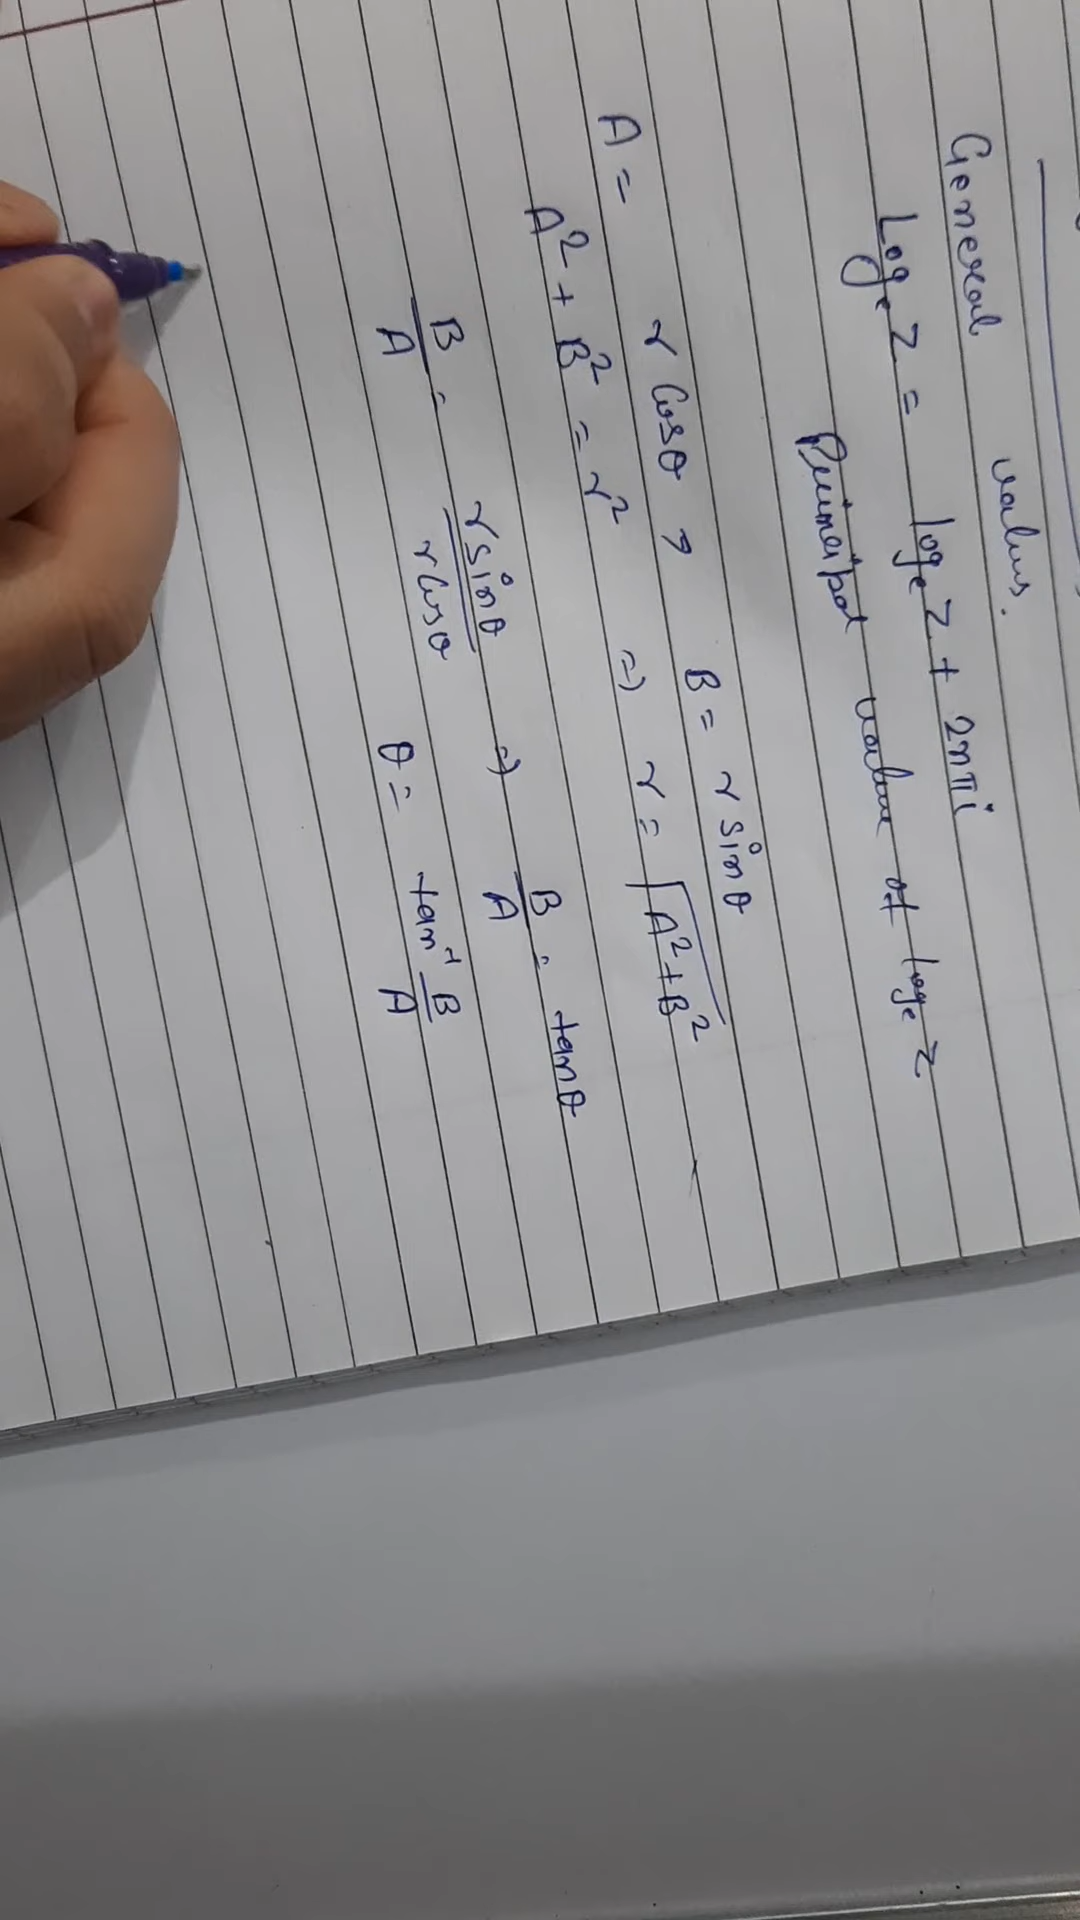 General values.
Logₑ z = logₑ z + 2nπi
Principal value of logₑ z
A = r Cosθ , B = r sinθ
A² + B² = r² ⇒ r = √(A²+B²)
B/A = r sinθ / r Cosθ ⇒ B/A = tanθ
θ = tan⁻¹ B/A